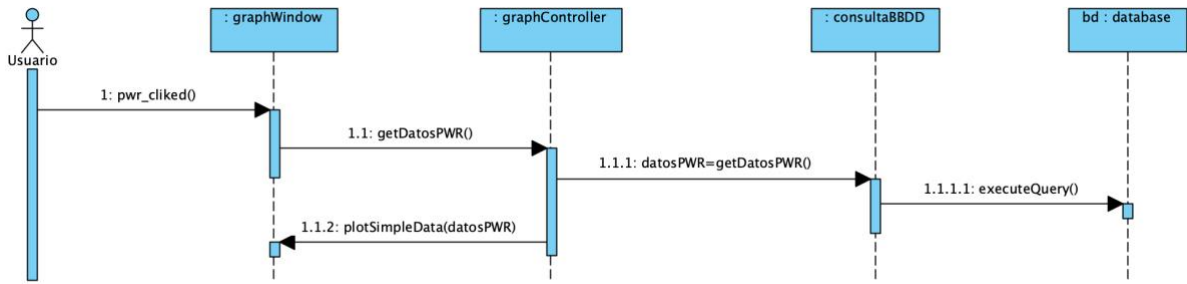 : graphWindow
: graphController
: consultaBBDD
bd : database
Usuario
1: pwr_cliked()
1.1: getDatosPWR()
1.1.1: datosPWR=getDatosPWR()
1.1.1.1: executeQuery()
1.1.2: plotSimpleData(datosPWR)